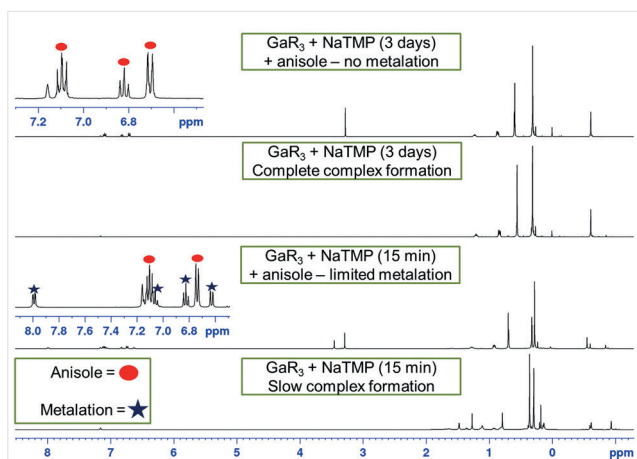 GaR3 + NaTMP (3 days)
+ anisole – no metalation
7.2 7.0 6.8 ppm
GaR3 + NaTMP (3 days)
Complete complex formation
GaR3 + NaTMP (15 min)
+ anisole – limited metalation
8.0 7.8 7.6 7.4 7.2 7.0 6.8 ppm
GaR3 + NaTMP (15 min)
Slow complex formation
Anisole =
Metalation =
8 7 6 5 4 3 2 1 0 ppm